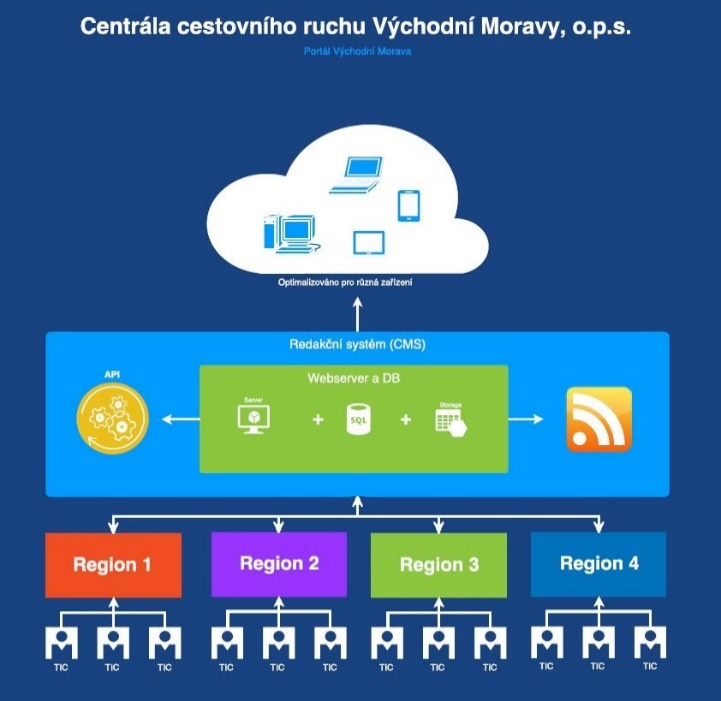 Centrála cestovního ruchu Východní Moravy, o.p.s.
Portál Východní Morava
Optimalizováno pro různá zařízení
Redakční systém (CMS)
API
Webserver a DB
Server
Storage
+
SQL
+
Region 1
Region 2
Region 3
Region 4
TIC TIC TIC TIC TIC TIC TIC TIC TIC TIC TIC TIC